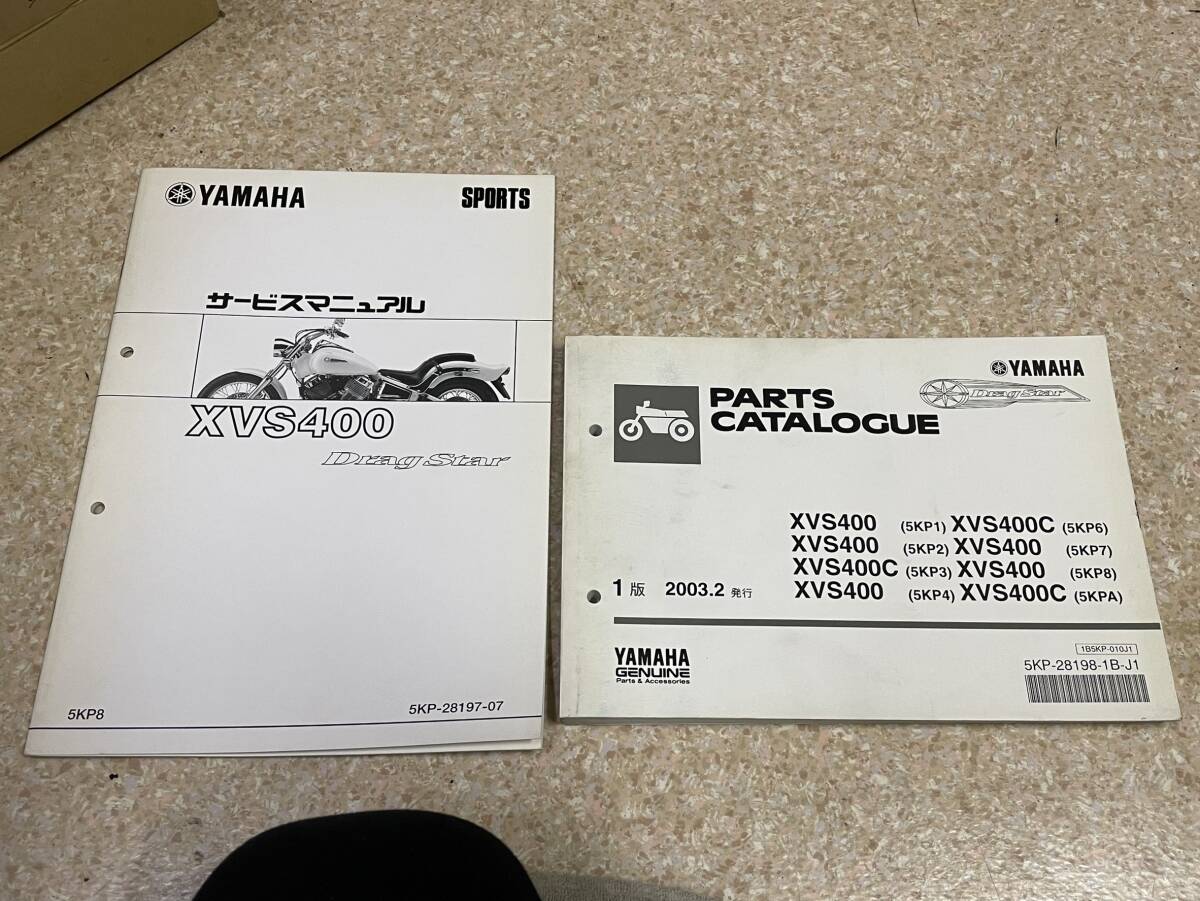 YAMAHA SPORTS
サービスマニュアル
XVS400
Drag Star
5KP8 5KP-28197-07
YAMAHA
Drag Star
PARTS
CATALOGUE
XVS400 (5KP1) XVS400C (5KP6)
XVS400 (5KP2) XVS400 (5KP7)
XVS400C (5KP3) XVS400 (5KP8)
XVS400 (5KP4) XVS400C (5KPA)
1版 2003.2 発行
YAMAHA
GENUINE
Parts & Accessories
1B5KP-010J1
5KP-28198-1B-J1